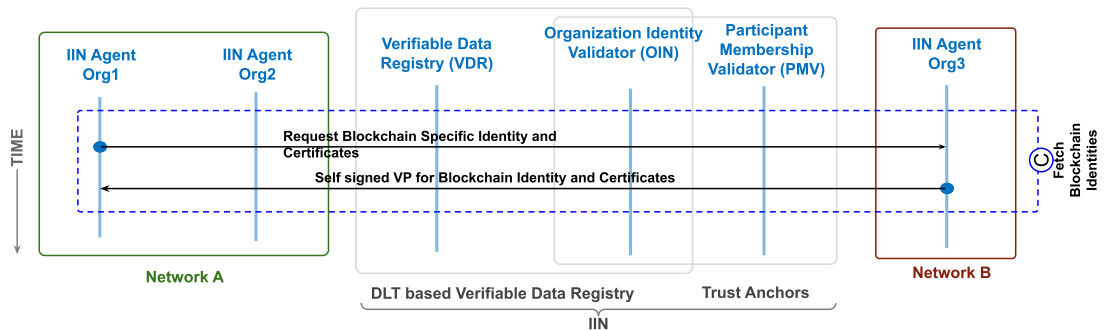 IIN Agent
Org1
IIN Agent
Org2
Verifiable Data
Registry (VDR)
Organization Identity
Validator (OIN)
Participant
Membership
Validator (PMV)
IIN Agent
Org3
TIME
Request Blockchain Specific Identity and
Certificates
Self signed VP for Blockchain Identity and Certificates
C
Fetch
Blockchain
Identities
Network A
Network B
DLT based Verifiable Data Registry
Trust Anchors
IIN